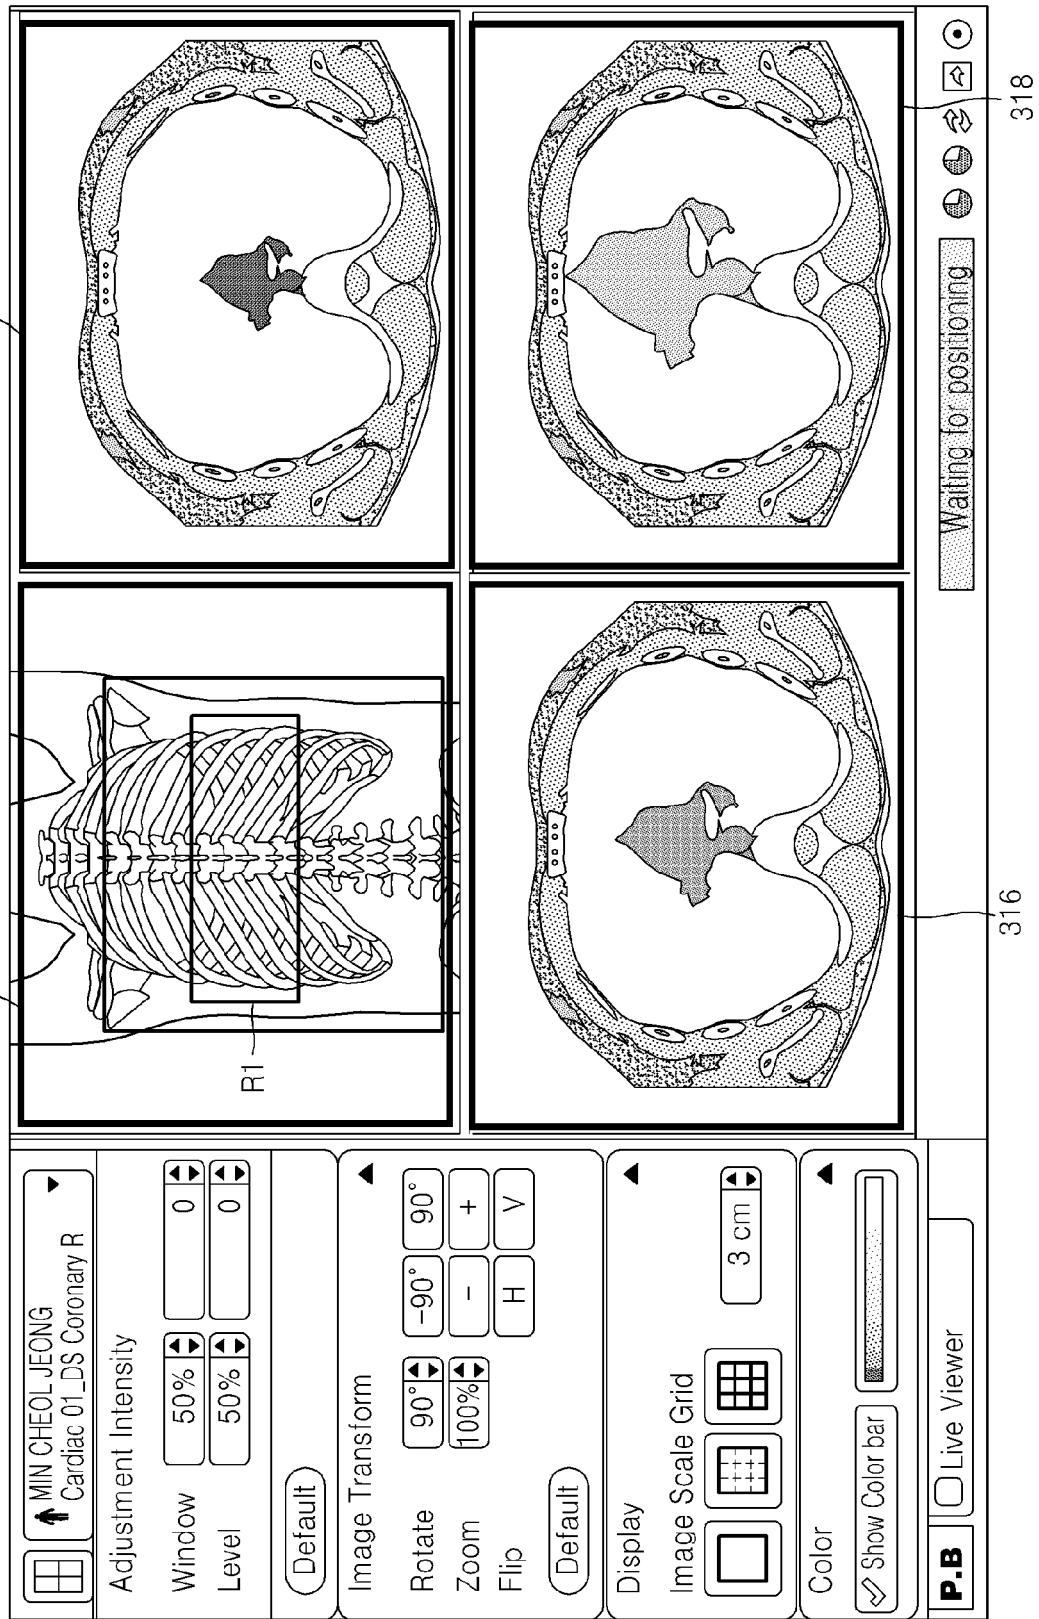 MIN CHEOL JEONG
Cardiac 01_DS Coronary R
Adjustment Intensity
Window 50% 0
Level 50% 0
Default
Image Transform
Rotate 90° -90° 90°
Zoom 100% - +
Flip H V
Default
Display
Image Scale Grid
3 cm
Color
Show Color bar
P.B Live Viewer
R1
316
318
Waiting for positioning